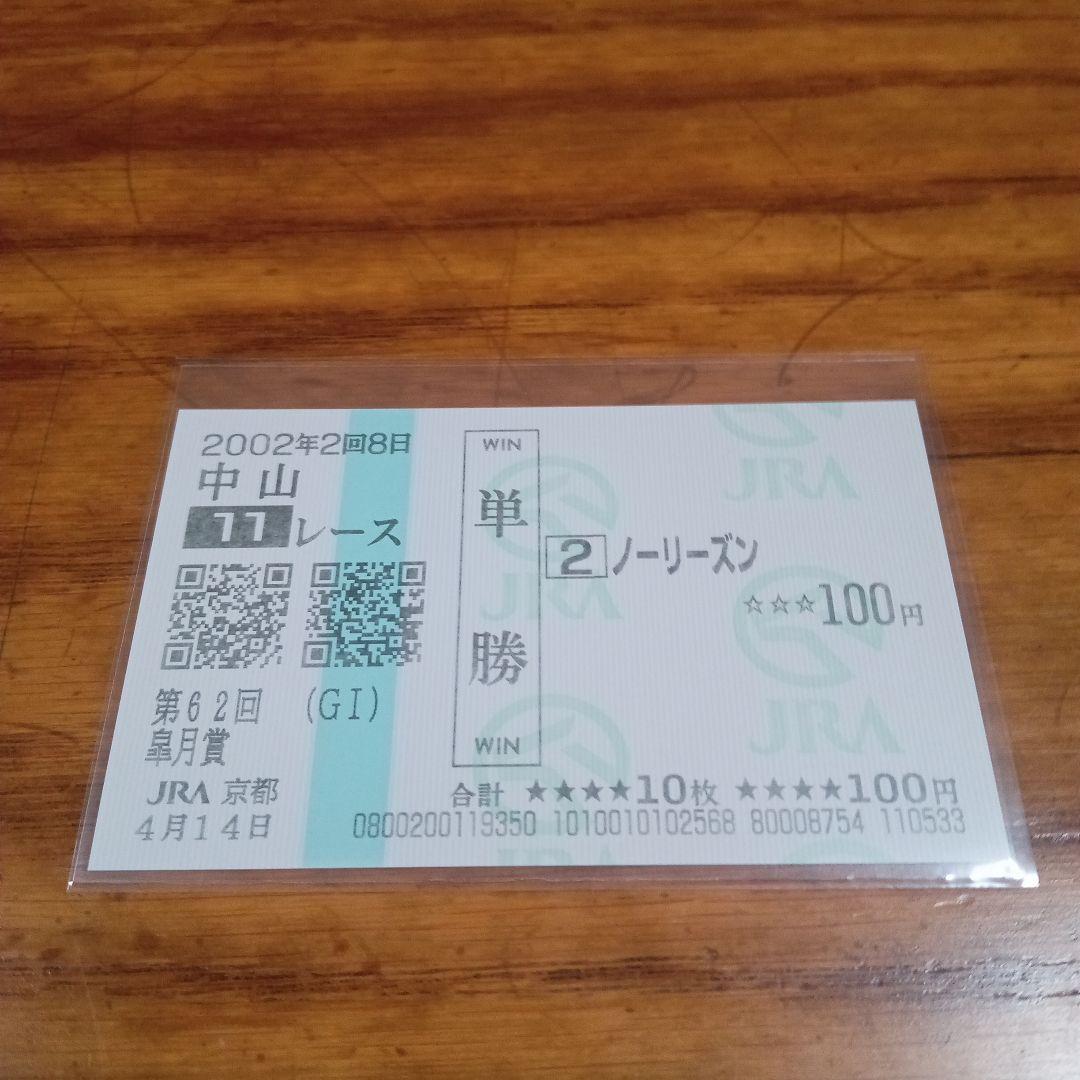 2002年2回8日
中山
11レース
第62回 (GI)
皐月賞
JRA 京都
4月14日
WIN
単勝
WIN
2 ノーリーズン
☆☆☆100円
合計 ★★★★10枚 ★★★★100円
0800200119350 1010010102568 80008754 110533
JRA
JRA
JRA
JRA